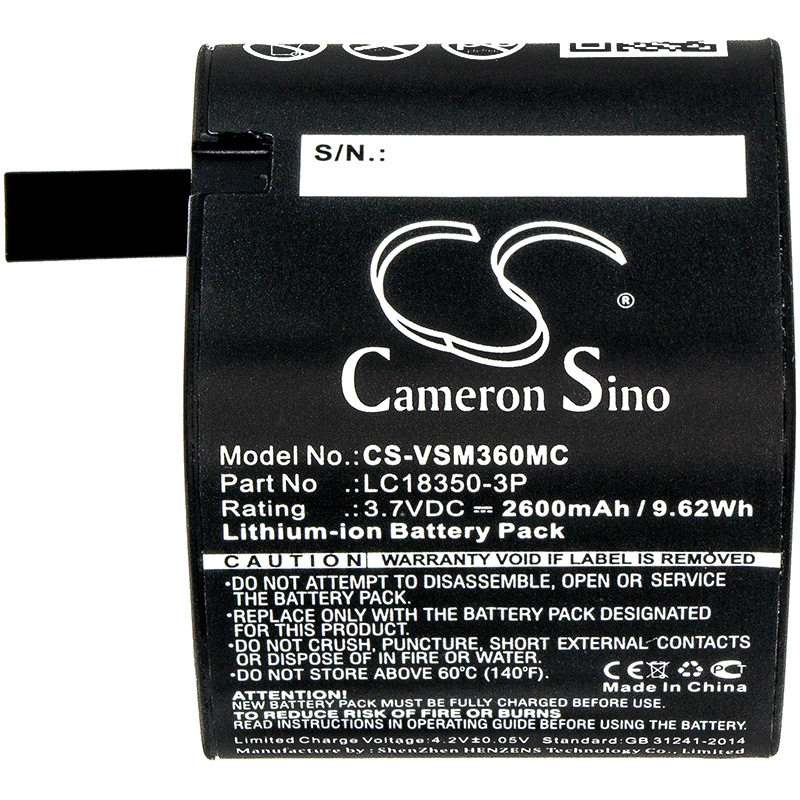 S/N.:
CS
®
Cameron Sino
Model No.:CS-VSM360MC
Part No :LC18350-3P
Rating :3.7VDC ⎓ 2600mAh / 9.62Wh
Lithium-ion Battery Pack
CAUTION WARRANTY VOID IF LABEL IS REMOVED
•DO NOT ATTEMPT TO DISASSEMBLE, OPEN OR SERVICE
THE BATTERY PACK.
•REPLACE ONLY WITH THE BATTERY PACK DESIGNATED
FOR THIS PRODUCT.
•DO NOT CRUSH, PUNCTURE, SHORT EXTERNAL CONTACTS
OR DISPOSE OF IN FIRE OR WATER.
•DO NOT STORE ABOVE 60°C (140°F).
CE
Made In China
ATTENTION!
NEW BATTERY PACK MUST BE FULLY CHARGED BEFORE USING
TO REDUCE RISK OF FIRE OR BURNS
READ INSTRUCTIONS IN OPERATING GUIDE BEFORE USING
Limited Charge Voltage:4.2V±0.05V Standard:GB 31241-2014
Manufacturer : ShenZhen HENZENS Technology Co., Limited